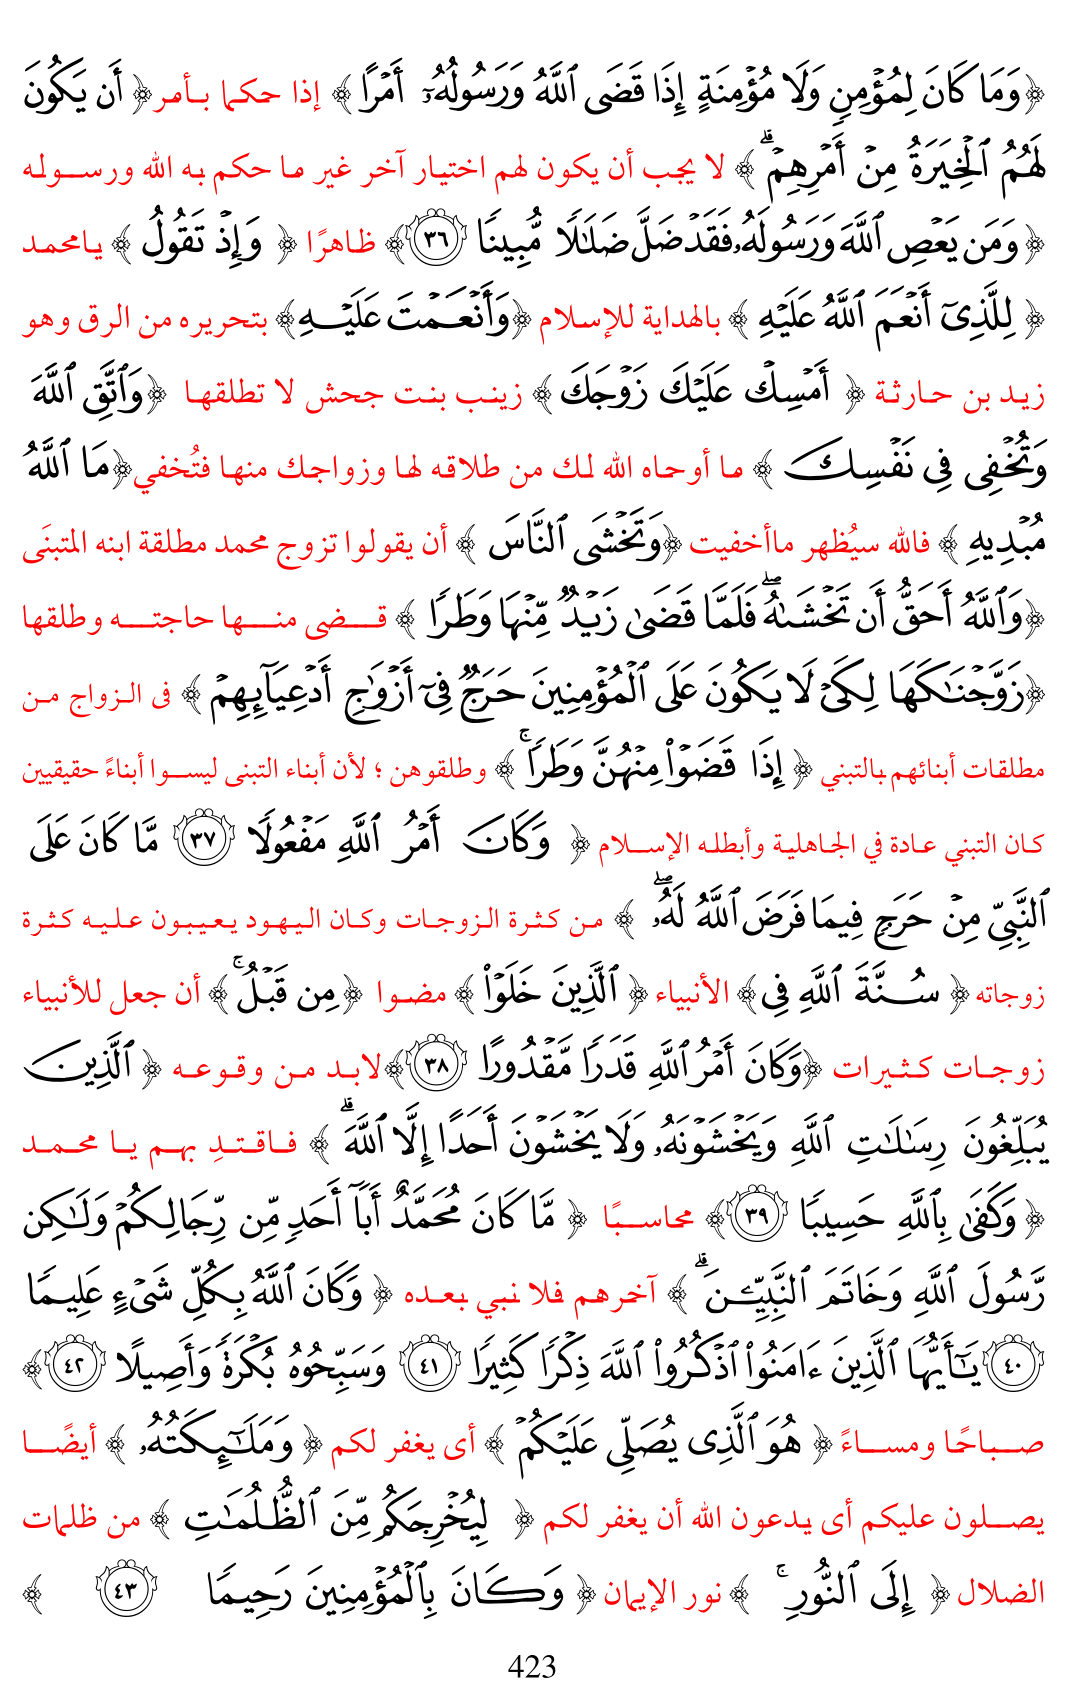 ﴿وَمَا كَانَ لِمُؤْمِنٍ وَلَا مُؤْمِنَةٍ إِذَا قَضَى ٱللَّهُ وَرَسُولُهُۥٓ أَمْرًا﴾ إذا حكما بأمر﴿أَن يَكُونَ
لَهُمُ ٱلْخِيَرَةُ مِنْ أَمْرِهِمْۗ﴾ لا يجب أن يكون لهم اختيار آخر غير ما حكم به الله ورسوله
﴿وَمَن يَعْصِ ٱللَّهَ وَرَسُولَهُۥ فَقَدْ ضَلَّ ضَلَٰلًا مُّبِينًا ٣٦﴾ ظاهرًا ﴿وَإِذْ تَقُولُ﴾ يامحمد
﴿لِلَّذِىٓ أَنْعَمَ ٱللَّهُ عَلَيْهِ﴾ بالهداية للإسلام ﴿وَأَنْعَمْتَ عَلَيْهِ﴾ بتحريره من الرق وهو
زيد بن حارثة ﴿أَمْسِكْ عَلَيْكَ زَوْجَكَ﴾ زينب بنت جحش لا تطلقها ﴿وَٱتَّقِ ٱللَّهَ
وَتُخْفِى فِى نَفْسِكَ﴾ ما أوحاه الله لك من طلاقه لها وزواجك منها فتُخفي﴿مَا ٱللَّهُ
مُبْدِيهِ﴾ فالله سيُظهر ماأخفيت ﴿وَتَخْشَى ٱلنَّاسَ﴾ أن يقولوا تزوج محمد مطلقة ابنه المتبنَى
﴿وَٱللَّهُ أَحَقُّ أَن تَخْشَىٰهُۖ فَلَمَّا قَضَىٰ زَيْدٌ مِّنْهَا وَطَرًا﴾ قضى منها حاجته وطلقها
﴿زَوَّجْنَٰكَهَا لِكَىْ لَا يَكُونَ عَلَى ٱلْمُؤْمِنِينَ حَرَجٌ فِىٓ أَزْوَٰجِ أَدْعِيَآئِهِمْ﴾ فى الزواج من
مطلقات أبنائهم بالتبني ﴿إِذَا قَضَوْا۟ مِنْهُنَّ وَطَرًاۚ﴾ وطلقوهن ؛ لأن أبناء التبنى ليسوا أبناءً حقيقيين
كان التبني عادة في الجاهلية وأبطله الإسلام ﴿وَكَانَ أَمْرُ ٱللَّهِ مَفْعُولًا ٣٧ مَّا كَانَ عَلَى
ٱلنَّبِىِّ مِنْ حَرَجٍ فِيمَا فَرَضَ ٱللَّهُ لَهُۥۖ﴾ من كثرة الزوجات وكان اليهود يعيبون عليه كثرة
زوجاته ﴿سُنَّةَ ٱللَّهِ فِى﴾ الأنبياء ﴿ٱلَّذِينَ خَلَوْا۟﴾ مضوا ﴿مِن قَبْلُۚ﴾ أن جعل للأنبياء
زوجات كثيرات ﴿وَكَانَ أَمْرُ ٱللَّهِ قَدَرًا مَّقْدُورًا ٣٨﴾لابد من وقوعه ﴿ٱلَّذِينَ
يُبَلِّغُونَ رِسَٰلَٰتِ ٱللَّهِ وَيَخْشَوْنَهُۥ وَلَا يَخْشَوْنَ أَحَدًا إِلَّا ٱللَّهَۗ﴾ فاقتدِ بهم يا محمد
﴿وَكَفَىٰ بِٱللَّهِ حَسِيبًا ٣٩﴾ محاسبًا ﴿مَّا كَانَ مُحَمَّدٌ أَبَآ أَحَدٍ مِّن رِّجَالِكُمْ وَلَٰكِن
رَّسُولَ ٱللَّهِ وَخَاتَمَ ٱلنَّبِيِّـۧنَۗ﴾ آخرهم فلا نبي بعده ﴿وَكَانَ ٱللَّهُ بِكُلِّ شَىْءٍ عَلِيمًا
٤٠ يَٰٓأَيُّهَا ٱلَّذِينَ ءَامَنُوا۟ ٱذْكُرُوا۟ ٱللَّهَ ذِكْرًا كَثِيرًا ٤١ وَسَبِّحُوهُ بُكْرَةً وَأَصِيلًا ٤٢﴾
صباحًا ومساءً ﴿هُوَ ٱلَّذِى يُصَلِّى عَلَيْكُمْ﴾ أى يغفر لكم ﴿وَمَلَٰٓئِكَتُهُۥ﴾ أيضًا
يصلون عليكم أى يدعون الله أن يغفر لكم ﴿لِيُخْرِجَكُم مِّنَ ٱلظُّلُمَٰتِ﴾ من ظلمات
الضلال ﴿إِلَى ٱلنُّورِۚ﴾ نور الإيمان ﴿وَكَانَ بِٱلْمُؤْمِنِينَ رَحِيمًا ٤٣﴾
423